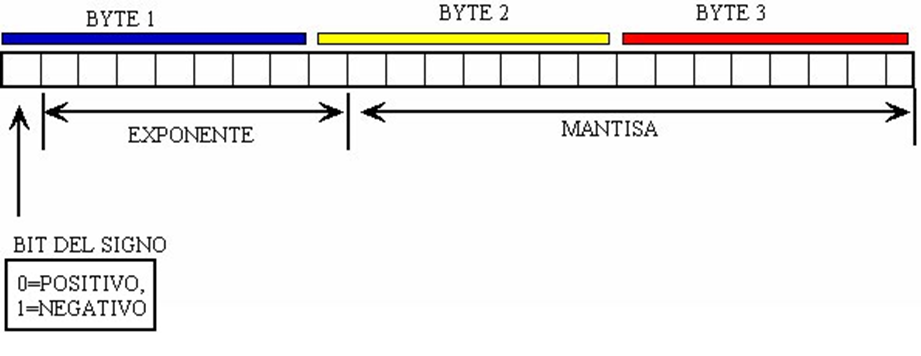 BYTE 1
BYTE 2
BYTE 3
EXPONENTE
MANTISA
BIT DEL SIGNO
0=POSITIVO,
1=NEGATIVO